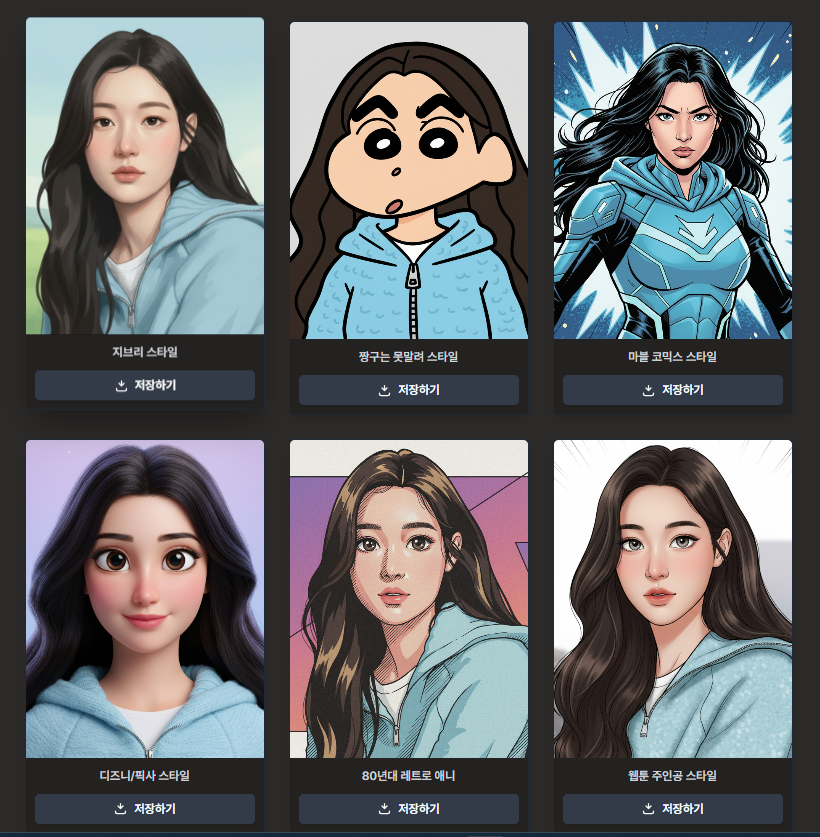 지브리 스타일
저장하기
짱구는 못말려 스타일
저장하기
마블 코믹스 스타일
저장하기
디즈니/픽사 스타일
저장하기
80년대 레트로 애니
저장하기
웹툰 주인공 스타일
저장하기